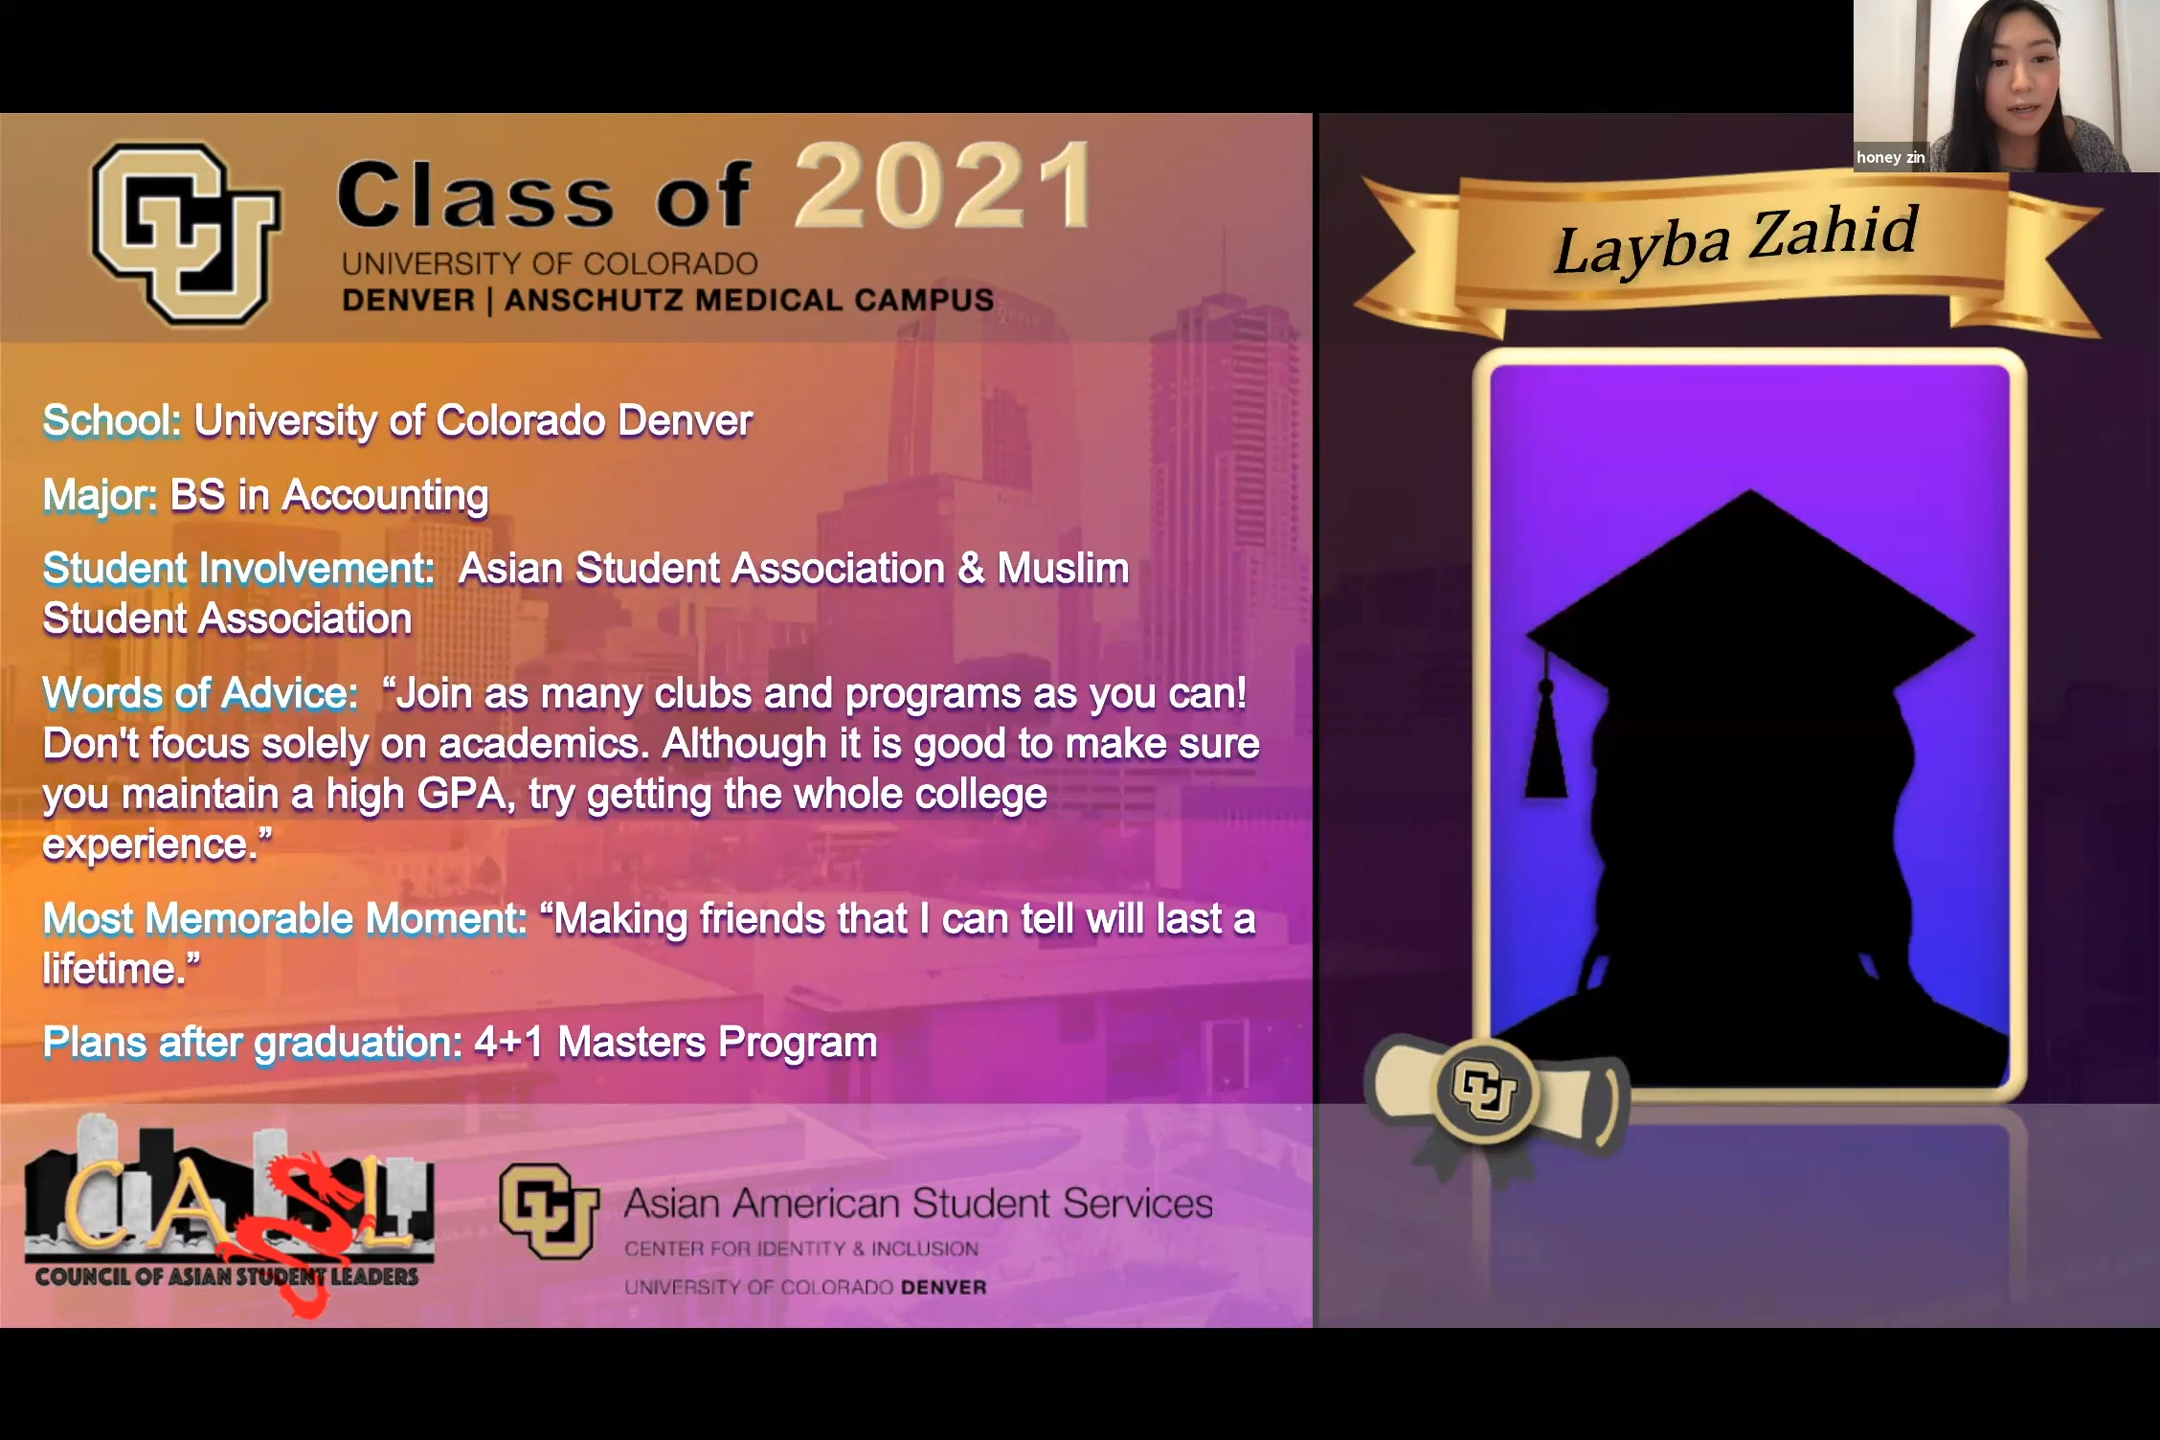 honey zin
CU
Class of 2021
UNIVERSITY OF COLORADO
DENVER | ANSCHUTZ MEDICAL CAMPUS
Layba Zahid
School: University of Colorado Denver
Major: BS in Accounting
Student Involvement: Asian Student Association & Muslim
Student Association
Words of Advice: “Join as many clubs and programs as you can!
Don't focus solely on academics. Although it is good to make sure
you maintain a high GPA, try getting the whole college
experience.”
Most Memorable Moment: “Making friends that I can tell will last a
lifetime.”
Plans after graduation: 4+1 Masters Program
CU
CASL
COUNCIL OF ASIAN STUDENT LEADERS
CU
Asian American Student Services
CENTER FOR IDENTITY & INCLUSION
UNIVERSITY OF COLORADO DENVER